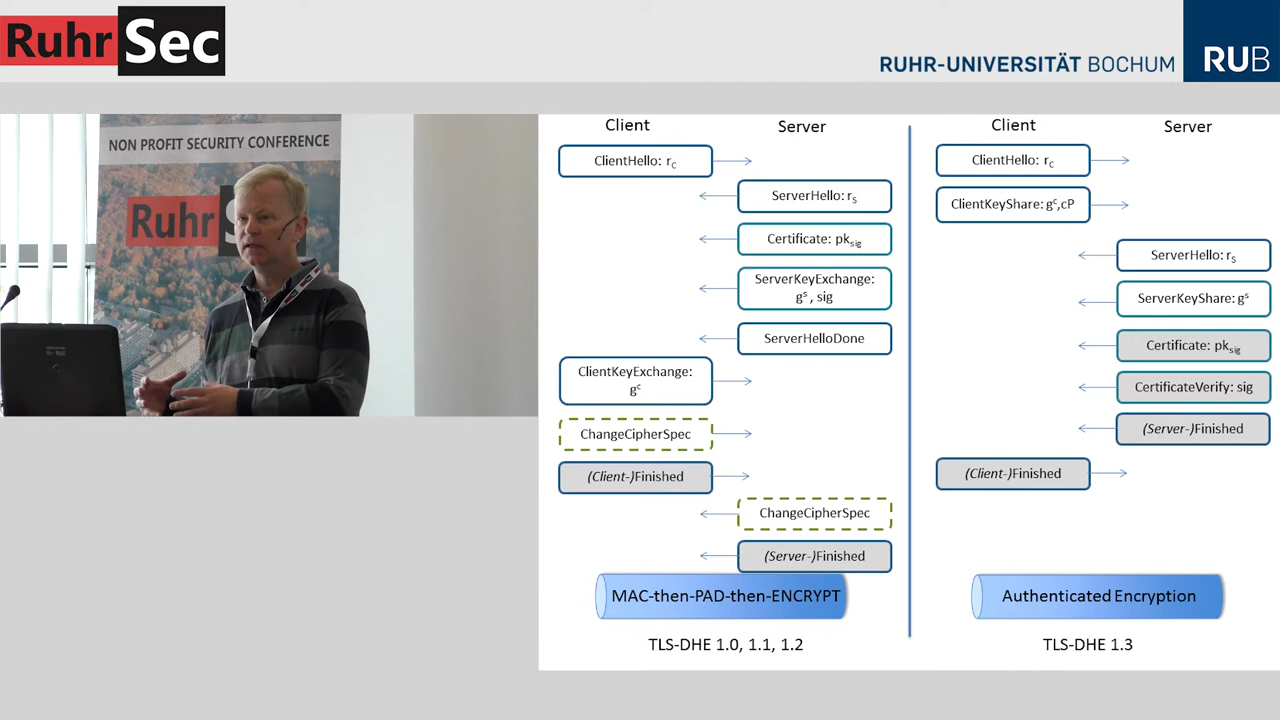 RuhrSec
RUHR-UNIVERSITÄT BOCHUM
RUB
NON PROFIT SECURITY CONFERENCE
Ruhr
Client
Server
ClientHello: rC
ServerHello: rS
Certificate: pksig
ServerKeyExchange:
gs , sig
ServerHelloDone
ClientKeyExchange:
gc
ChangeCipherSpec
(Client-)Finished
ChangeCipherSpec
(Server-)Finished
MAC-then-PAD-then-ENCRYPT
TLS-DHE 1.0, 1.1, 1.2
Client
Server
ClientHello: rC
ClientKeyShare: gc,cP
ServerHello: rS
ServerKeyShare: gs
Certificate: pksig
CertificateVerify: sig
(Server-)Finished
(Client-)Finished
Authenticated Encryption
TLS-DHE 1.3